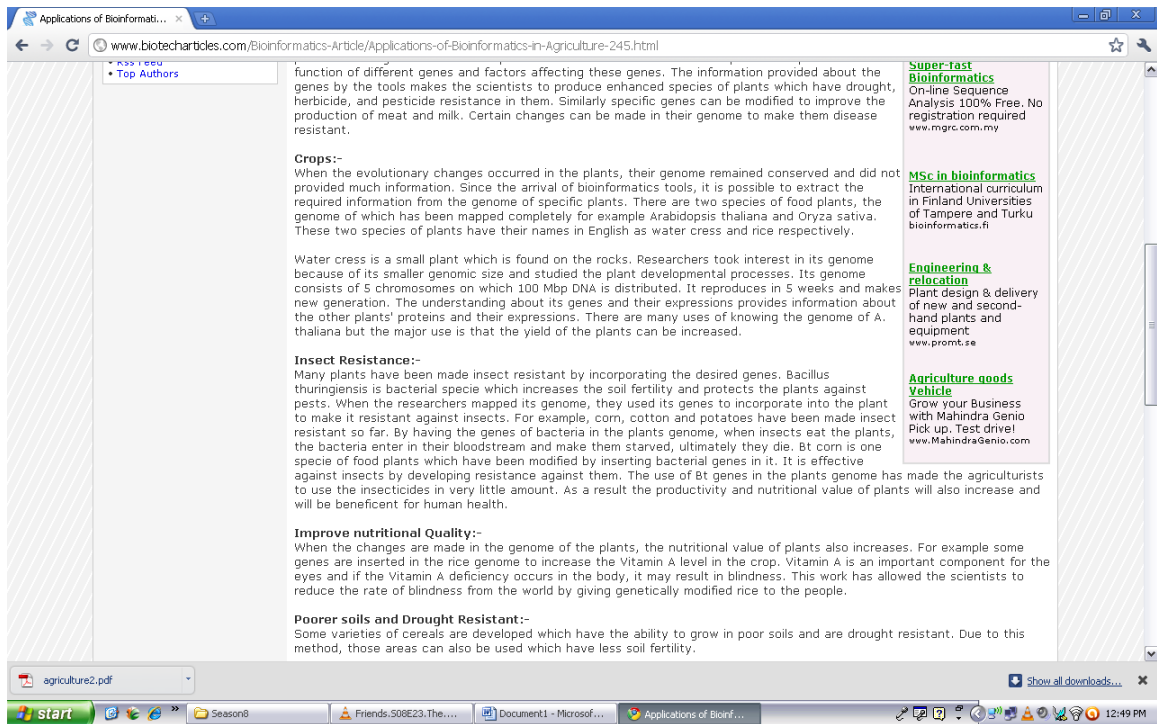 Applications of Bioinformati...
www.biotecharticles.com/Bioinformatics-Article/Applications-of-Bioinformatics-in-Agriculture-245.html
• Rss Feed
• Top Authors
function of different genes and factors affecting these genes. The information provided about the
genes by the tools makes the scientists to produce enhanced species of plants which have drought,
herbicide, and pesticide resistance in them. Similarly specific genes can be modified to improve the
production of meat and milk. Certain changes can be made in their genome to make them disease
resistant.
Crops:-
When the evolutionary changes occurred in the plants, their genome remained conserved and did not
provided much information. Since the arrival of bioinformatics tools, it is possible to extract the
required information from the genome of specific plants. There are two species of food plants, the
genome of which has been mapped completely for example Arabidopsis thaliana and Oryza sativa.
These two species of plants have their names in English as water cress and rice respectively.
Water cress is a small plant which is found on the rocks. Researchers took interest in its genome
because of its smaller genomic size and studied the plant developmental processes. Its genome
consists of 5 chromosomes on which 100 Mbp DNA is distributed. It reproduces in 5 weeks and makes
new generation. The understanding about its genes and their expressions provides information about
the other plants' proteins and their expressions. There are many uses of knowing the genome of A.
thaliana but the major use is that the yield of the plants can be increased.
Insect Resistance:-
Many plants have been made insect resistant by incorporating the desired genes. Bacillus
thuringiensis is bacterial specie which increases the soil fertility and protects the plants against
pests. When the researchers mapped its genome, they used its genes to incorporate into the plant
to make it resistant against insects. For example, corn, cotton and potatoes have been made insect
resistant so far. By having the genes of bacteria in the plants genome, when insects eat the plants,
the bacteria enter in their bloodstream and make them starved, ultimately they die. Bt corn is one
specie of food plants which have been modified by inserting bacterial genes in it. It is effective
against insects by developing resistance against them. The use of Bt genes in the plants genome has made the agriculturists
to use the insecticides in very little amount. As a result the productivity and nutritional value of plants will also increase and
will be beneficent for human health.
Improve nutritional Quality:-
When the changes are made in the genome of the plants, the nutritional value of plants also increases. For example some
genes are inserted in the rice genome to increase the Vitamin A level in the crop. Vitamin A is an important component for the
eyes and if the Vitamin A deficiency occurs in the body, it may result in blindness. This work has allowed the scientists to
reduce the rate of blindness from the world by giving genetically modified rice to the people.
Poorer soils and Drought Resistant:-
Some varieties of cereals are developed which have the ability to grow in poor soils and are drought resistant. Due to this
method, those areas can also be used which have less soil fertility.
Super-fast
Bioinformatics
On-line Sequence
Analysis 100% Free. No
registration required
www.mgrc.com.my
MSc in bioinformatics
International curriculum
in Finland Universities
of Tampere and Turku
bioinformatics.fi
Engineering &
relocation
Plant design & delivery
of new and second-
hand plants and
equipment
www.promt.se
Agriculture goods
Vehicle
Grow your Business
with Mahindra Genio
Pick up. Test drive!
www.MahindraGenio.com
agriculture2.pdf
Show all downloads...
start
Season8
Friends.S08E23.The....
Document1 - Microsof...
Applications of Bioinf...
12:49 PM